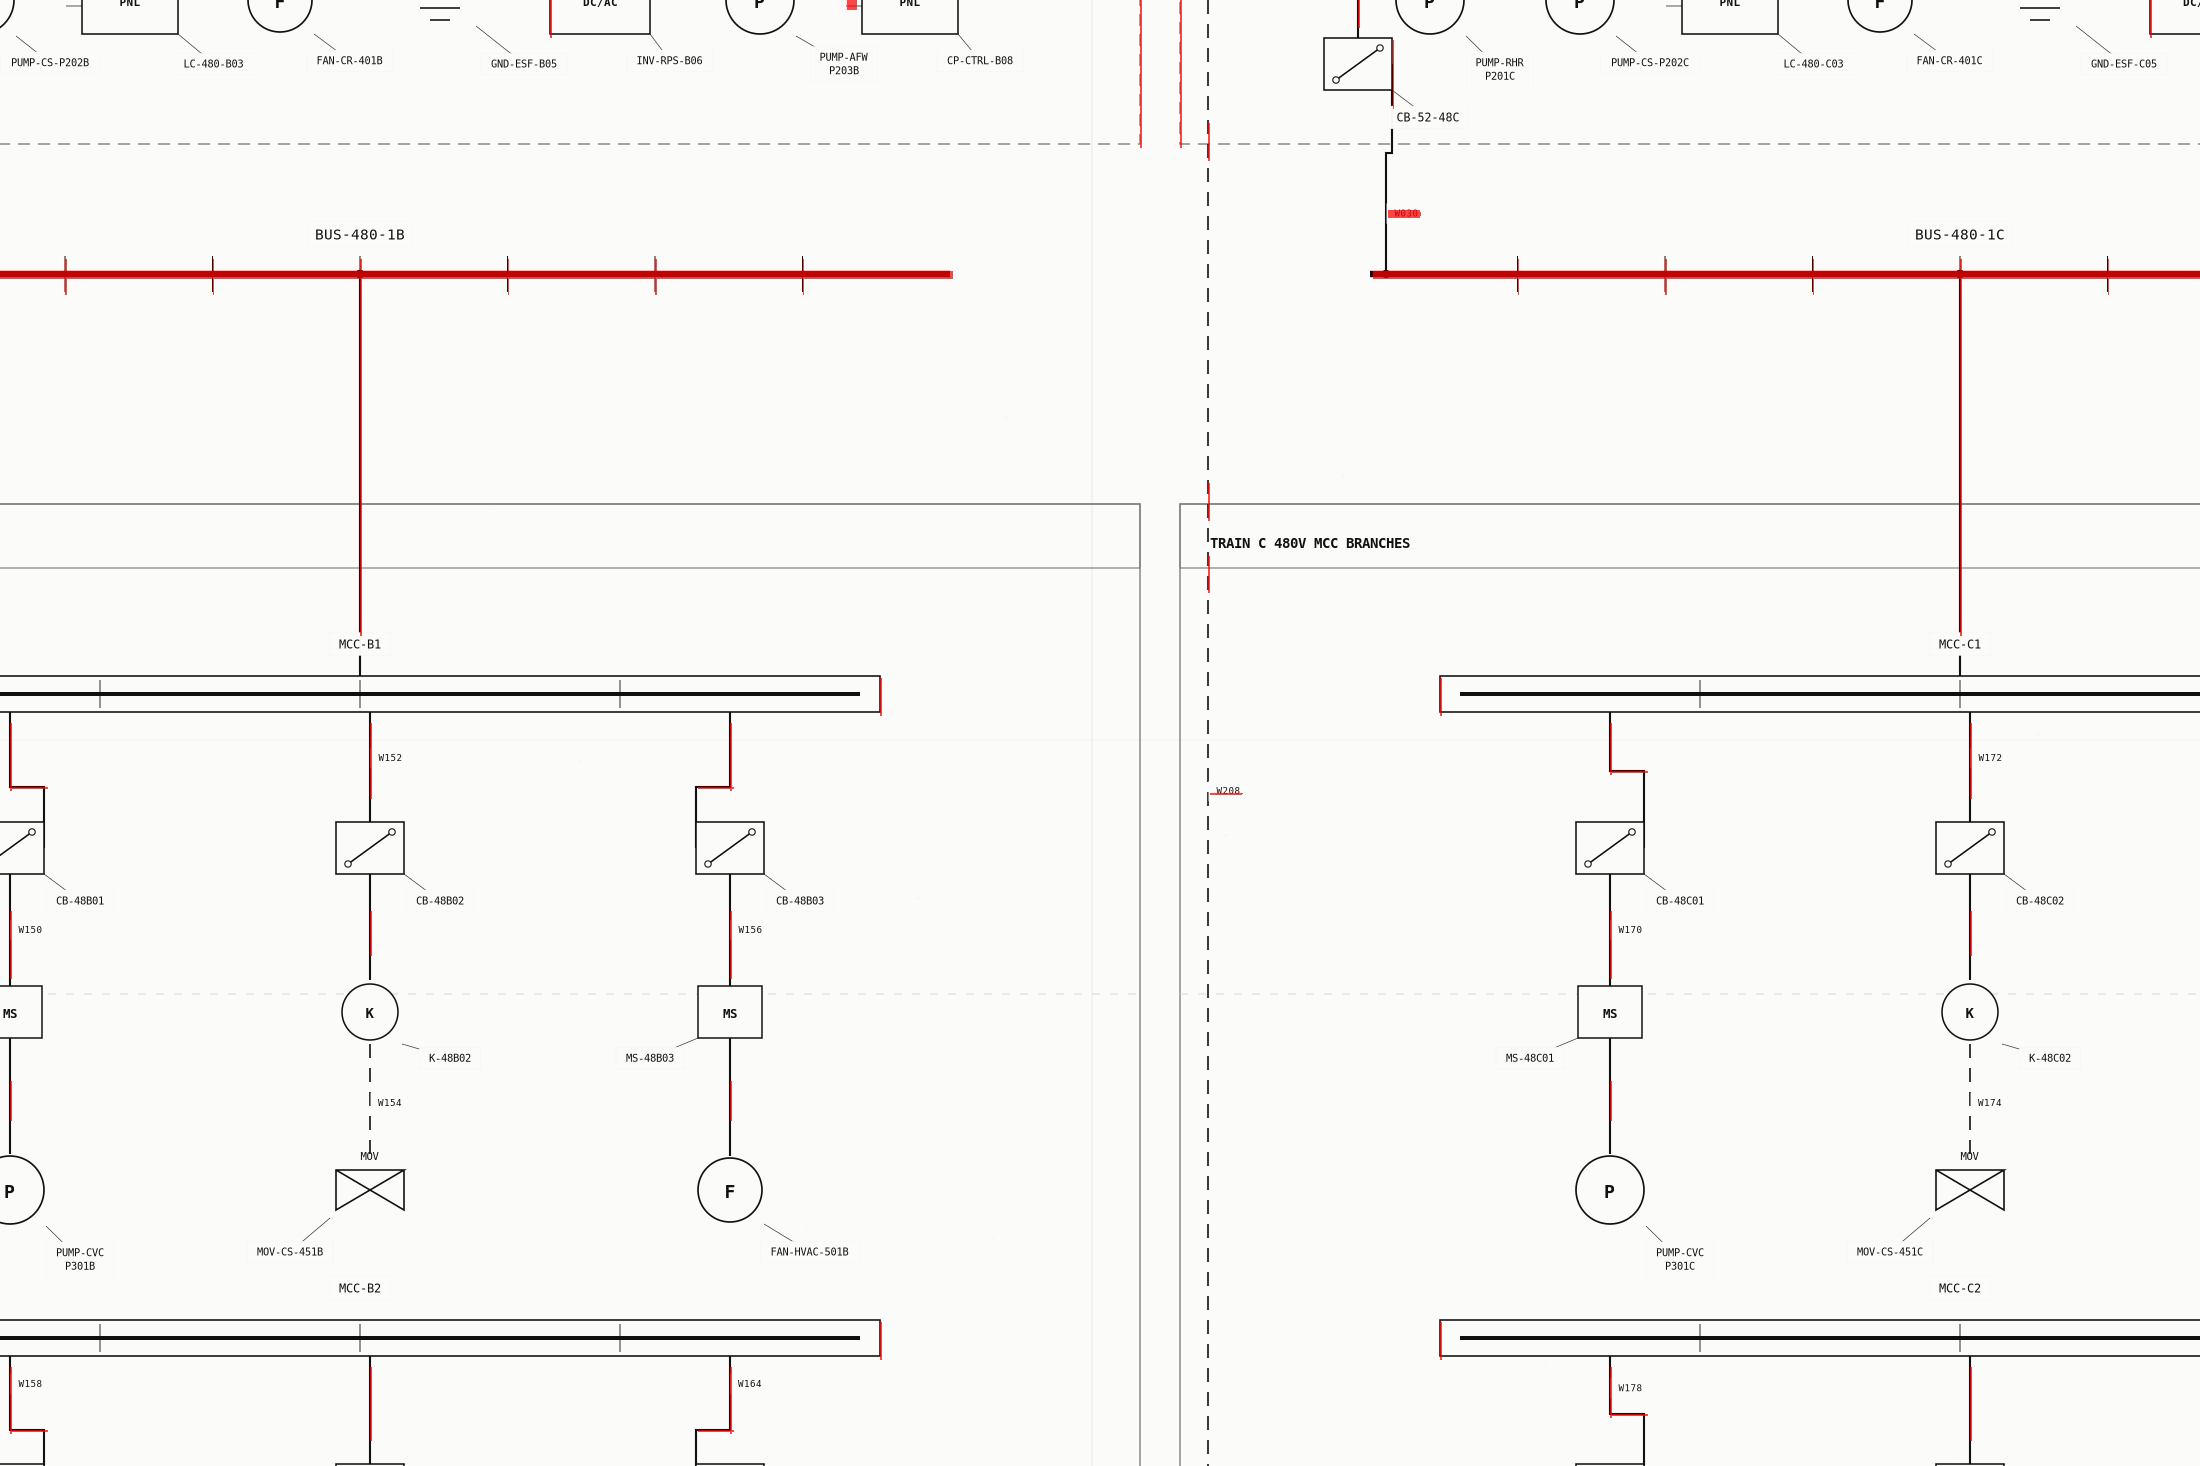 PNL
F
DC/AC
P
PNL
P
P
PNL
F
PUMP-CS-P202B
LC-480-B03
FAN-CR-401B
GND-ESF-B05
INV-RPS-B06
PUMP-AFW
P203B
CP-CTRL-B08
PUMP-RHR
P201C
PUMP-CS-P202C
LC-480-C03
FAN-CR-401C
GND-ESF-C05
CB-52-48C
W030
BUS-480-1B
BUS-480-1C
TRAIN C 480V MCC BRANCHES
MCC-B1
MCC-C1
W152
W172
W208
CB-48B01
CB-48B02
CB-48B03
CB-48C01
CB-48C02
W150
W156
W170
MS
K
MS
MS
K
K-48B02
MS-48B03
MS-48C01
K-48C02
W154
W174
MOV
MOV
P
F
P
PUMP-CVC
P301B
MOV-CS-451B
FAN-HVAC-501B
PUMP-CVC
P301C
MOV-CS-451C
MCC-B2
MCC-C2
W158
W164
W178